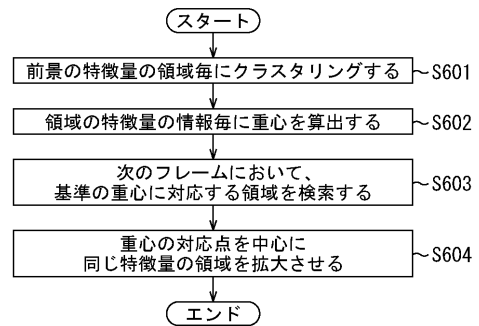 スタート
前景の特徴量の領域毎にクラスタリングする
S601
領域の特徴量の情報毎に重心を算出する
S602
次のフレームにおいて、
基準の重心に対応する領域を検索する
S603
重心の対応点を中心に
同じ特徴量の領域を拡大させる
S604
エンド